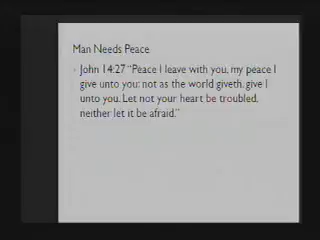 Man Needs Peace
· John 14:27 "Peace I leave with you, my peace I
give unto you: not as the world giveth, give I
unto you. Let not your heart be troubled,
neither let it be afraid."